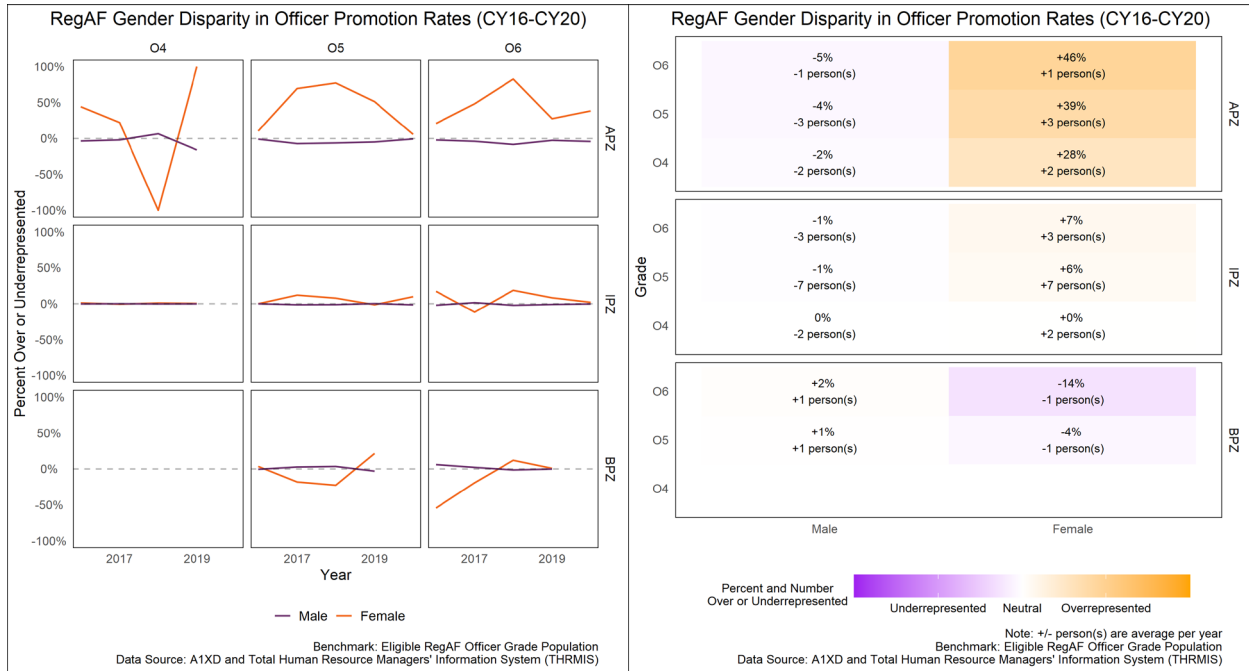 RegAF Gender Disparity in Officer Promotion Rates (CY16-CY20)
O4
O5
O6
Percent Over or Underrepresented
100%
50%
0%
-50%
-100%
APZ
100%
50%
0%
-50%
-100%
IPZ
100%
50%
0%
-50%
-100%
BPZ
2017
2019
2017
2019
2017
2019
Year
Male
Female
Benchmark: Eligible RegAF Officer Grade Population
Data Source: A1XD and Total Human Resource Managers' Information System (THRMIS)
RegAF Gender Disparity in Officer Promotion Rates (CY16-CY20)
Grade
O6
-5%
-1 person(s)
+46%
+1 person(s)
O5
-4%
-3 person(s)
+39%
+3 person(s)
O4
-2%
-2 person(s)
+28%
+2 person(s)
APZ
O6
-1%
-3 person(s)
+7%
+3 person(s)
O5
-1%
-7 person(s)
+6%
+7 person(s)
O4
0%
-2 person(s)
+0%
+2 person(s)
IPZ
O6
+2%
+1 person(s)
-14%
-1 person(s)
O5
+1%
+1 person(s)
-4%
-1 person(s)
O4
BPZ
Male
Female
Percent and Number
Over or Underrepresented
Underrepresented
Neutral
Overrepresented
Note: +/- person(s) are average per year
Benchmark: Eligible RegAF Officer Grade Population
Data Source: A1XD and Total Human Resource Managers' Information System (THRMIS)